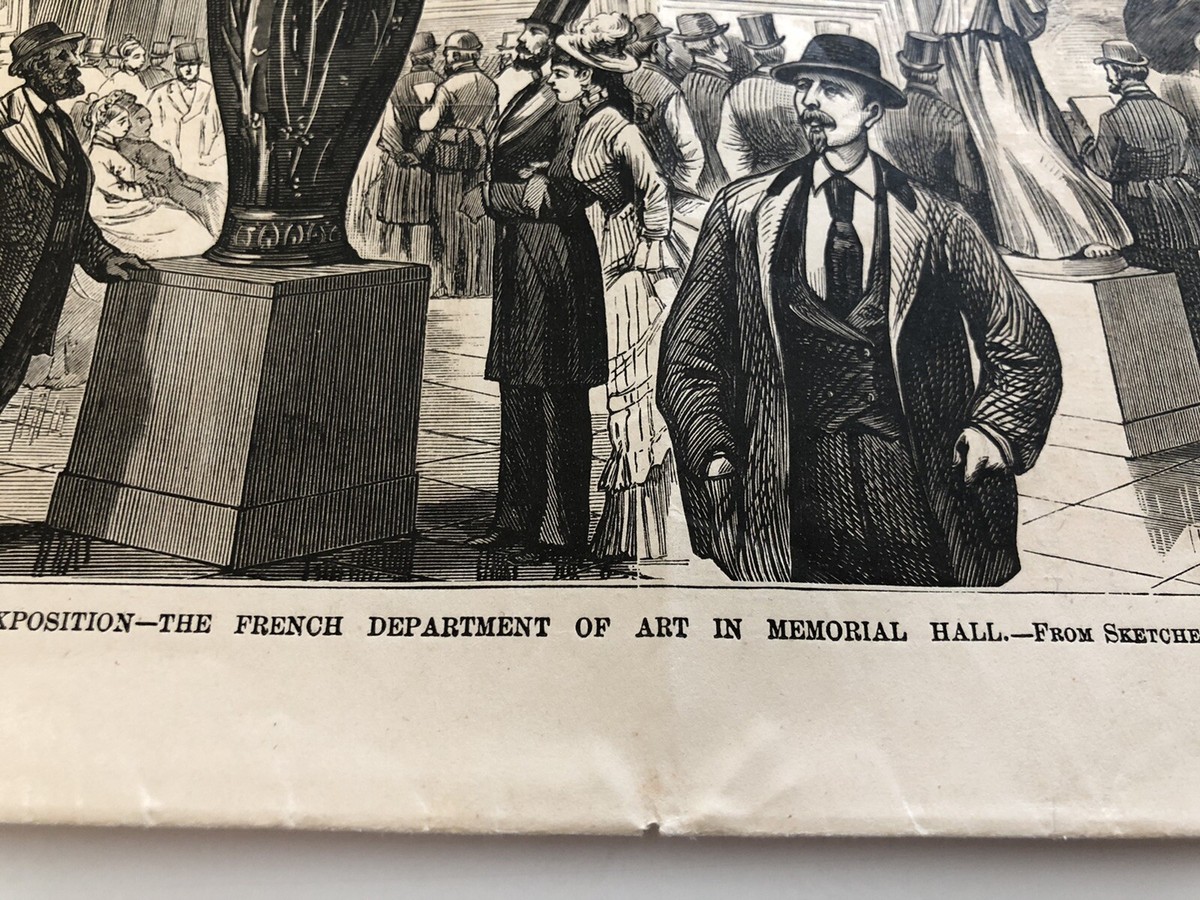 XPOSITION—THE FRENCH DEPARTMENT OF ART IN MEMORIAL HALL.—FROM SKETCHE